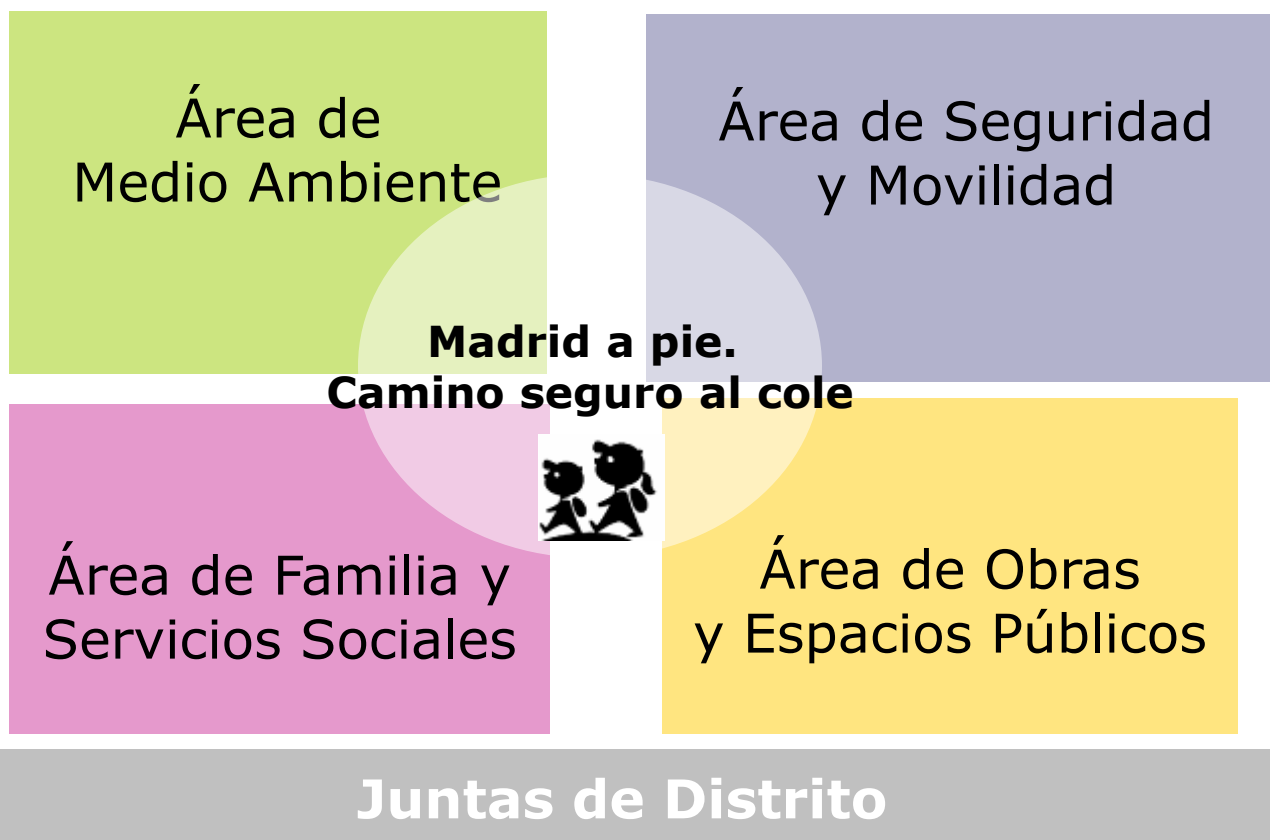 Área de
Medio Ambiente
Área de Seguridad
y Movilidad
Madrid a pie.
Camino seguro al cole
Área de Familia y
Servicios Sociales
Área de Obras
y Espacios Públicos
Juntas de Distrito